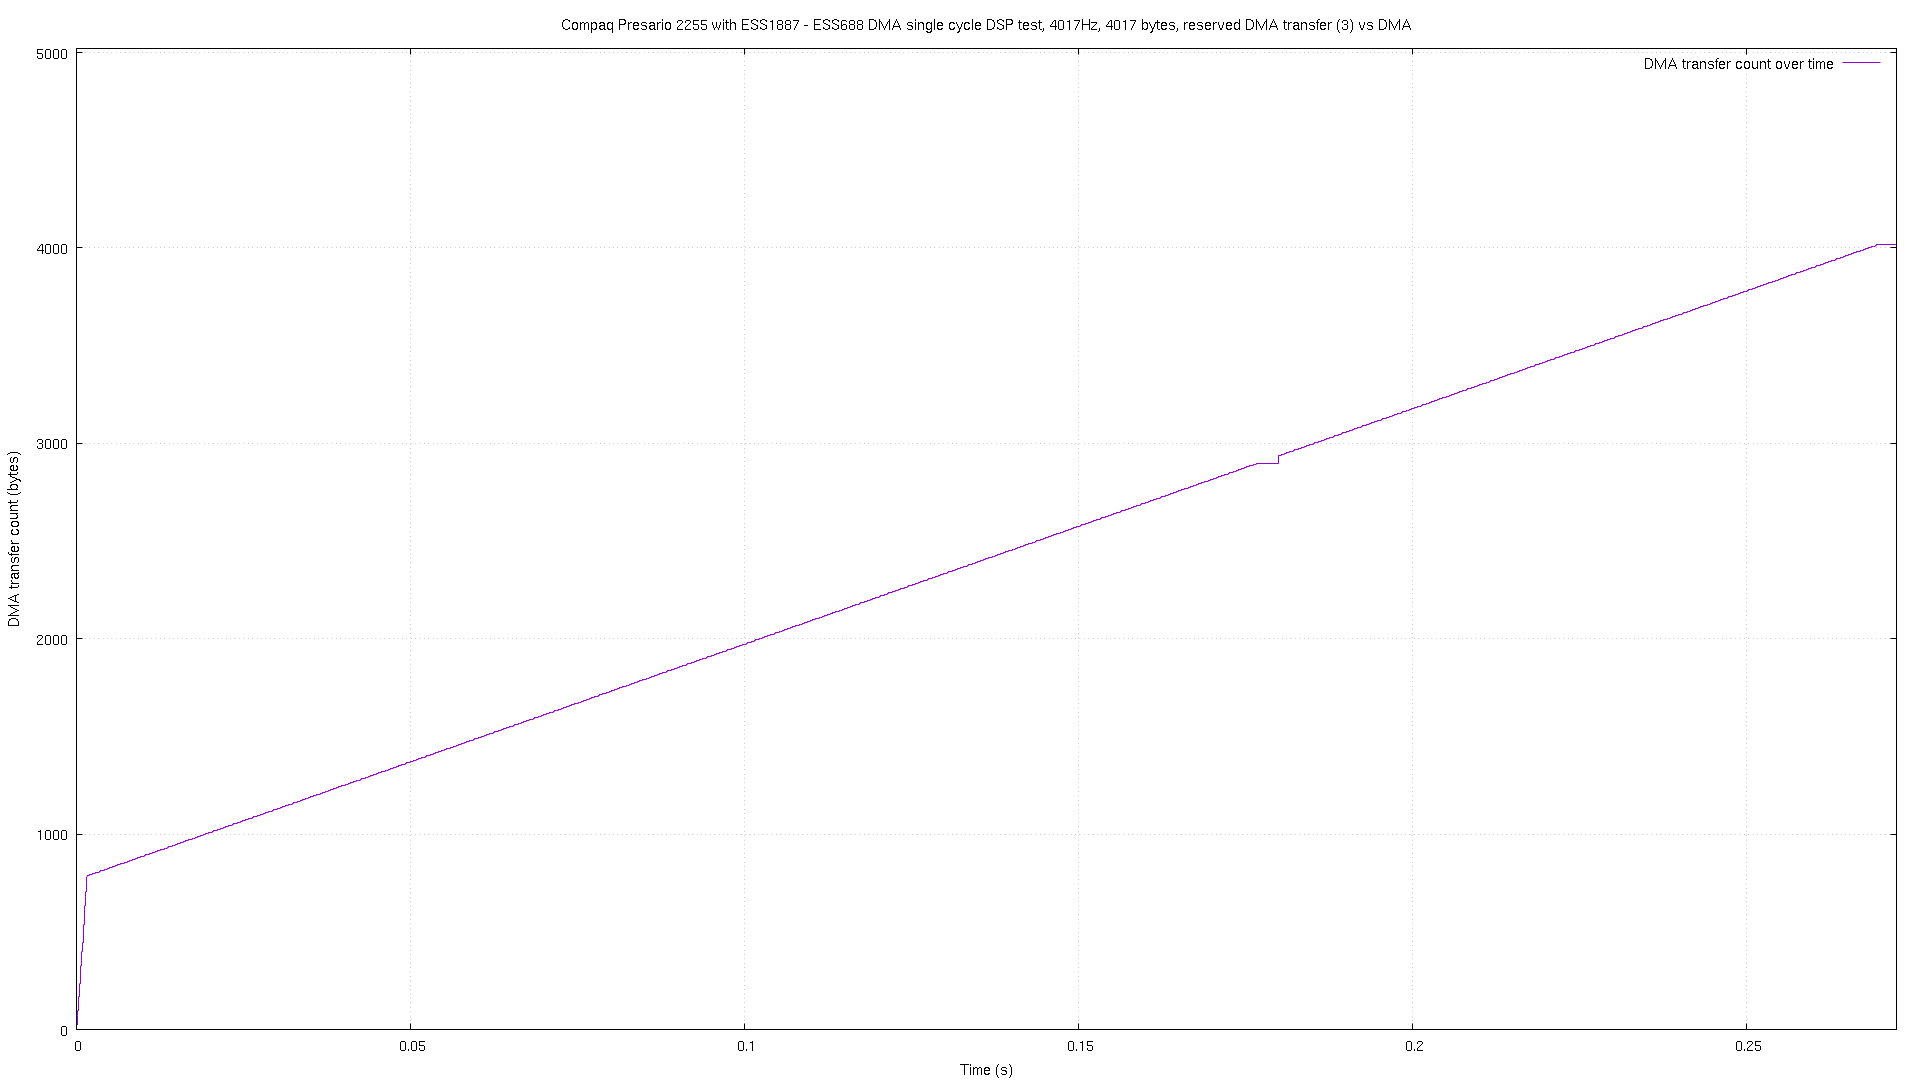 Compaq Presario 2255 with ESS1887 - ESS688 DMA single cycle DSP test, 4017Hz, 4017 bytes, reserved DMA transfer (3) vs DMA
DMA transfer count over time
5000
4000
3000
2000
1000
0
DMA transfer count (bytes)
0 0.05 0.1 0.15 0.2 0.25
Time (s)